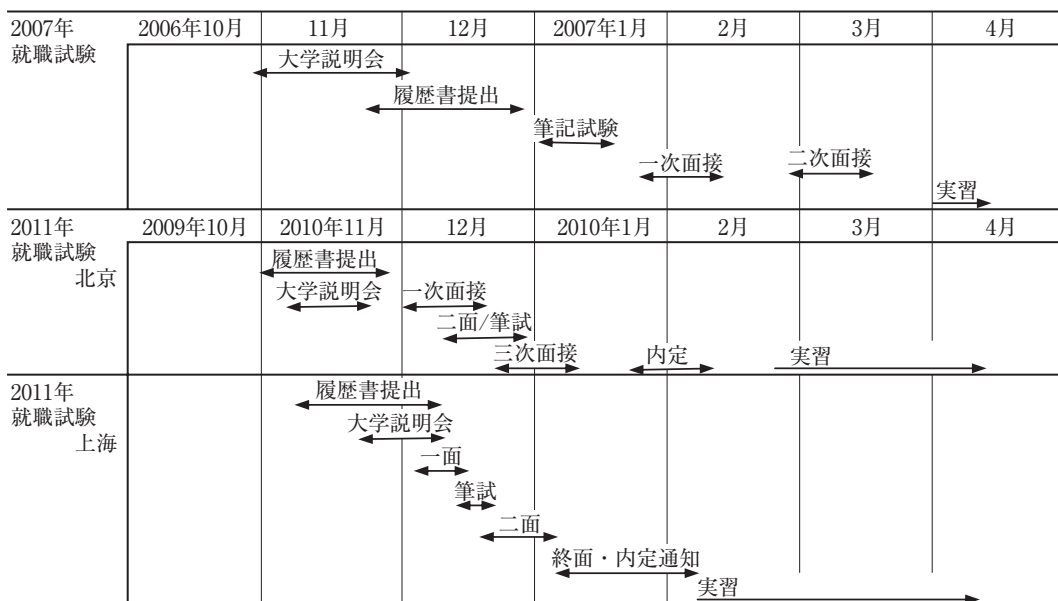 2007年 2006年10月 11月 12月 2007年1月 2月 3月 4月
就職試験
大学説明会
履歴書提出
筆記試験
一次面接 二次面接
実習
2011年 2009年10月 2010年11月 12月 2010年1月 2月 3月 4月
就職試験
北京
履歴書提出
大学説明会 一次面接
二面/筆試
三次面接 内定 実習
2011年
就職試験
上海
履歴書提出
大学説明会
一面
筆試
二面
終面・内定通知
実習